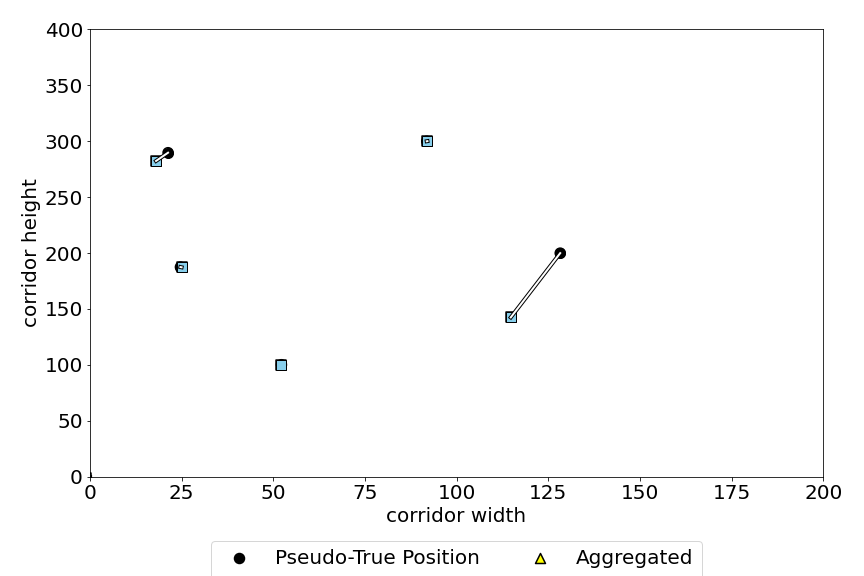 400
350
300
250
200
150
100
50
0
corridor height
0 25 50 75 100 125 150 175 200
corridor width
Pseudo-True Position Aggregated